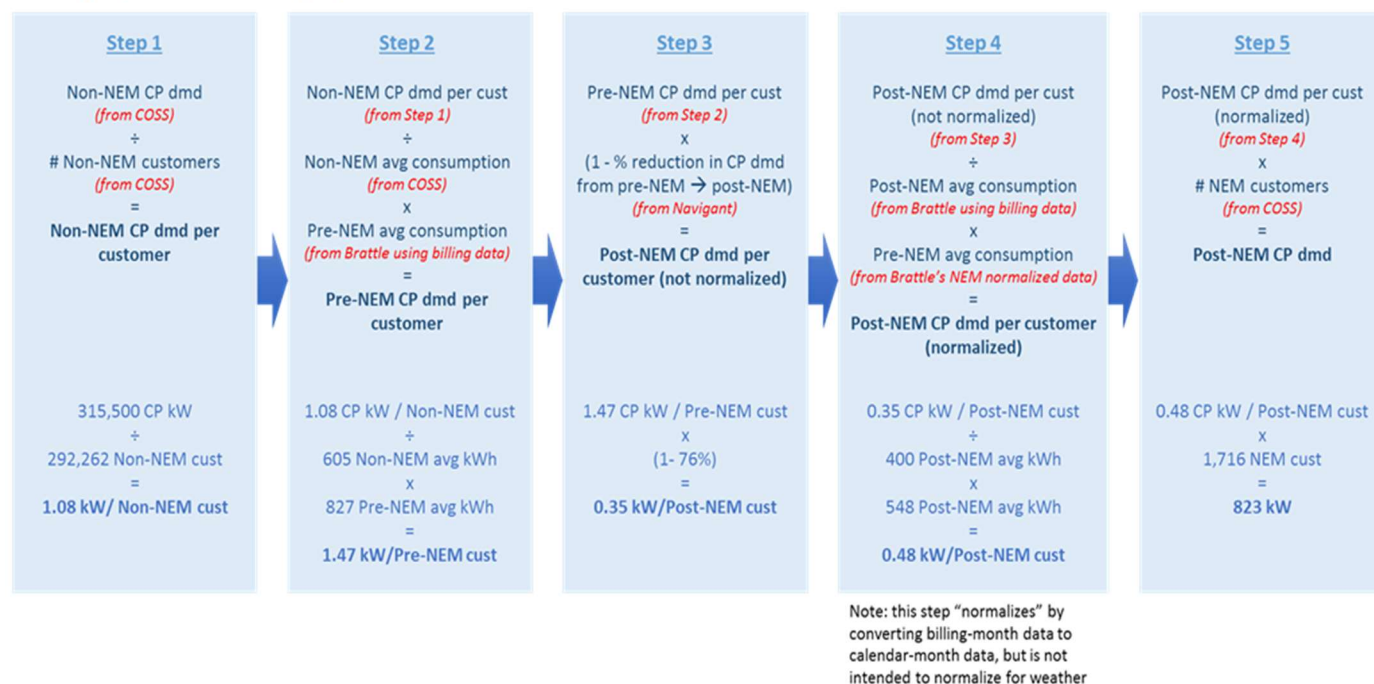 Step 1
Non-NEM CP dmd
(from COSS)
÷
# Non-NEM customers
(from COSS)
=
Non-NEM CP dmd per
customer
315,500 CP kW
÷
292,262 Non-NEM cust
=
1.08 kW/ Non-NEM cust
Step 2
Non-NEM CP dmd per cust
(from Step 1)
÷
Non-NEM avg consumption
(from COSS)
x
Pre-NEM avg consumption
(from Brattle using billing data)
=
Pre-NEM CP dmd per
customer
1.08 CP kW / Non-NEM cust
÷
605 Non-NEM avg kWh
x
827 Pre-NEM avg kWh
=
1.47 kW/Pre-NEM cust
Step 3
Pre-NEM CP dmd per cust
(from Step 2)
x
(1 - % reduction in CP dmd
from pre-NEM → post-NEM)
(from Navigant)
=
Post-NEM CP dmd per
customer (not normalized)
1.47 CP kW / Pre-NEM cust
x
(1- 76%)
=
0.35 kW/Post-NEM cust
Step 4
Post-NEM CP dmd per cust
(not normalized)
(from Step 3)
÷
Post-NEM avg consumption
(from Brattle using billing data)
x
Pre-NEM avg consumption
(from Brattle's NEM normalized data)
=
Post-NEM CP dmd per customer
(normalized)
0.35 CP kW / Post-NEM cust
÷
400 Post-NEM avg kWh
x
548 Post-NEM avg kWh
=
0.48 kW/Post-NEM cust
Note: this step "normalizes" by
converting billing-month data to
calendar-month data, but is not
intended to normalize for weather
Step 5
Post-NEM CP dmd per cust
(normalized)
(from Step 4)
x
# NEM customers
(from COSS)
=
Post-NEM CP dmd
0.48 CP kW / Post-NEM cust
x
1,716 NEM cust
=
823 kW